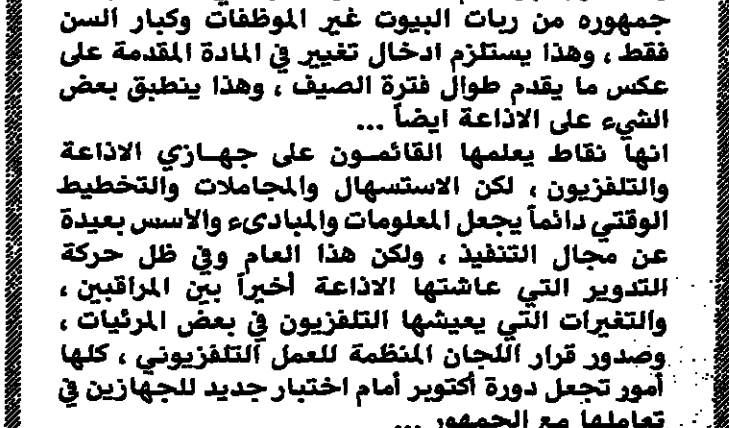 جمهوره من ربات البيوت غير الموظفات وكبار السن
فقط ، وهذا يستلزم ادخال تغيير في المادة المقدمة على
عكس ما يقدم طوال فترة الصيف ، وهذا ينطبق بعض
الشيء على الاذاعة ايضاً ...
انها نقاط يعلمها القائمـون على جهـازي الاذاعة
والتلفزيون ، لكن الاستسهال والمجاملات والتخطيط
الوقتي دائماً يجعل المعلومات والمبادىء والأسس بعيدة
عن مجال التنفيذ ، ولكن هذا العام وفي ظل حركة
التدوير التي عاشتها الاذاعة أخيراً بين المراقبين ،
والتغيرات التي يعيشها التلفزيون في بعض المرئيات ،
وصدور قرار اللجان المنظمة للعمل التلفزيوني ، كلها
أمور تجعل دورة أكتوبر أمام اختبار جديد للجهازين في
تعاملها مع الجمهور ...